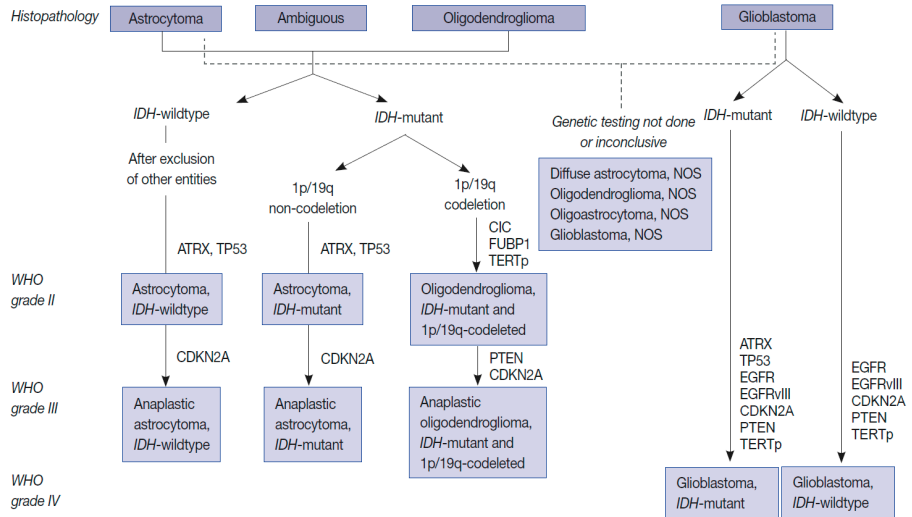 Histopathology
Astrocytoma
Ambiguous
Oligodendroglioma
Glioblastoma
IDH-wildtype
IDH-mutant
Genetic testing not done
or inconclusive
IDH-mutant
IDH-wildtype
After exclusion
of other entities
1p/19q
non-codeletion
1p/19q
codeletion
Diffuse astrocytoma, NOS
Oligodendroglioma, NOS
Oligoastrocytoma, NOS
Glioblastoma, NOS
ATRX, TP53
ATRX, TP53
CIC
FUBP1
TERTp
WHO
grade II
Astrocytoma,
IDH-wildtype
Astrocytoma,
IDH-mutant
Oligodendroglioma,
IDH-mutant and
1p/19q-codeleted
CDKN2A
CDKN2A
PTEN
CDKN2A
ATRX
TP53
EGFR
EGFRvIII
CDKN2A
PTEN
TERTp
EGFR
EGFRvIII
CDKN2A
PTEN
TERTp
WHO
grade III
Anaplastic
astrocytoma,
IDH-wildtype
Anaplastic
astrocytoma,
IDH-mutant
Anaplastic
oligodendroglioma,
IDH-mutant and
1p/19q-codeleted
WHO
grade IV
Glioblastoma,
IDH-mutant
Glioblastoma,
IDH-wildtype